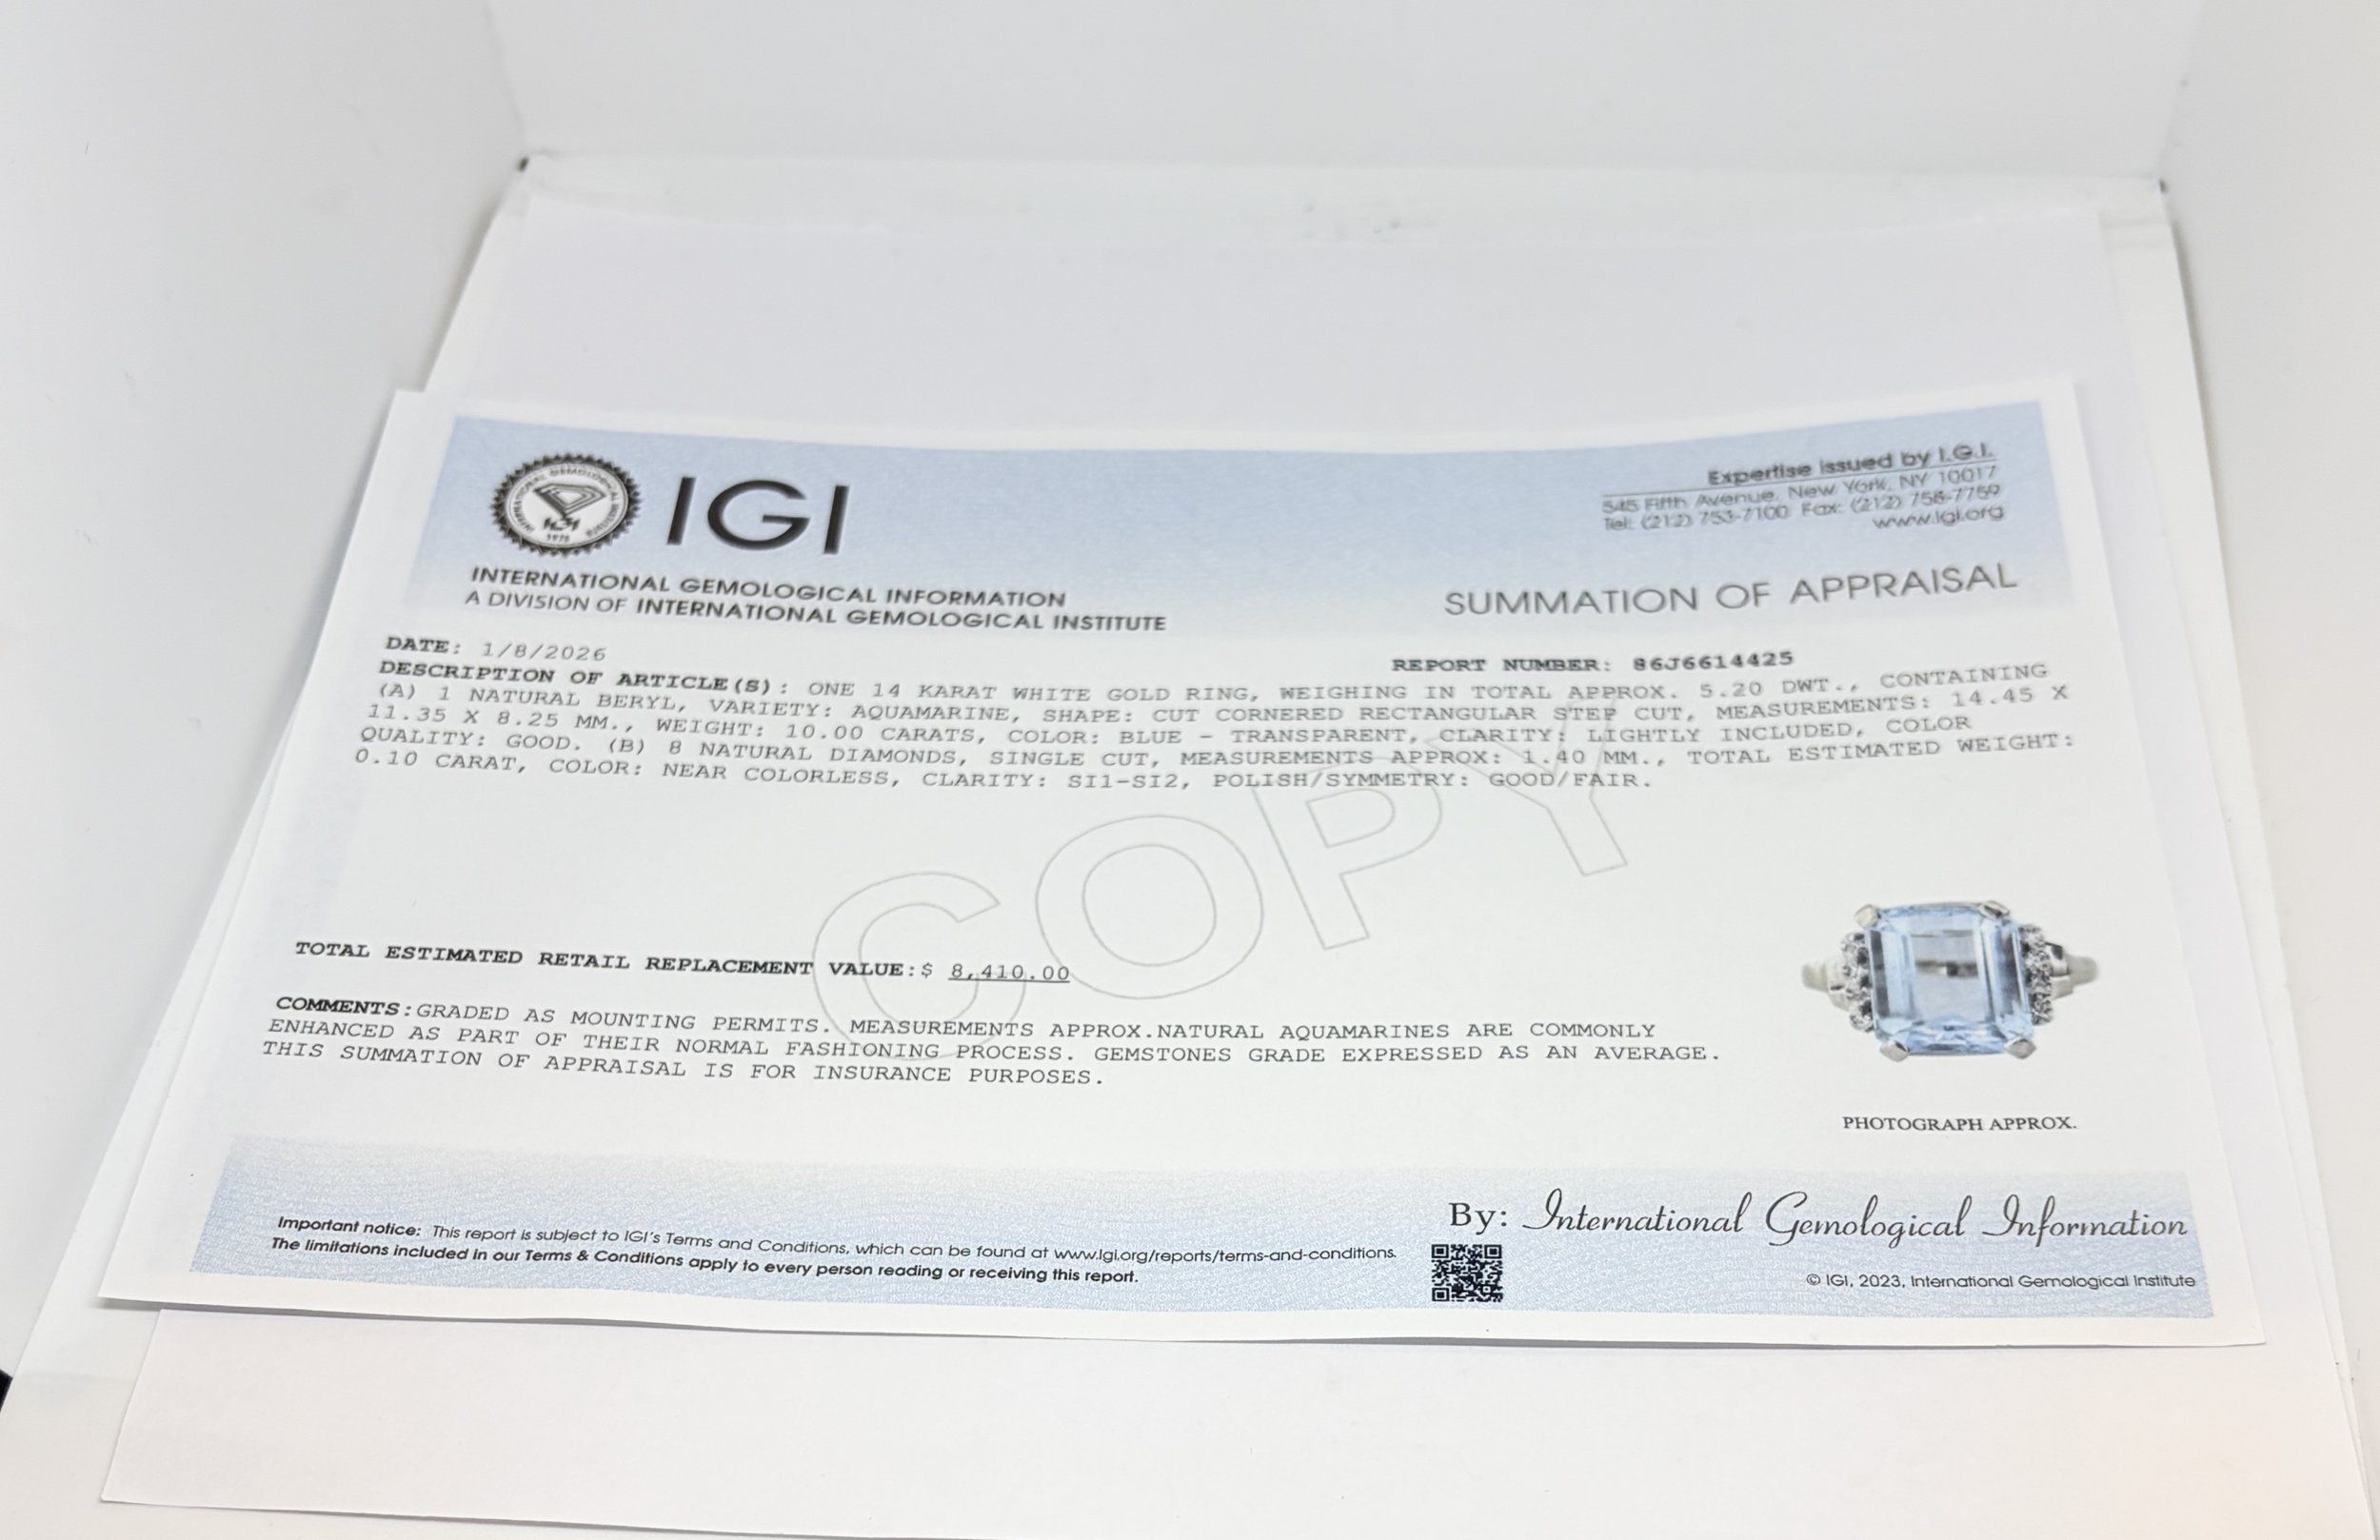 IGI
INTERNATIONAL GEMOLOGICAL INFORMATION
A DIVISION OF INTERNATIONAL GEMOLOGICAL INSTITUTE
Expertise issued by I.G.I.
545 Fifth Avenue, New York, NY 10017
Tel: (212) 753-7100 Fax: (212) 758-7759
www.igi.org
SUMMATION OF APPRAISAL
DATE: 1/8/2026
REPORT NUMBER: 86J6614425
DESCRIPTION OF ARTICLE(S): ONE 14 KARAT WHITE GOLD RING, WEIGHING IN TOTAL APPROX. 5.20 DWT., CONTAINING
(A) 1 NATURAL BERYL, VARIETY: AQUAMARINE, SHAPE: CUT CORNERED RECTANGULAR STEP CUT, MEASUREMENTS: 14.45 X
11.35 X 8.25 MM., WEIGHT: 10.00 CARATS, COLOR: BLUE - TRANSPARENT, CLARITY: LIGHTLY INCLUDED, COLOR
QUALITY: GOOD. (B) 8 NATURAL DIAMONDS, SINGLE CUT, MEASUREMENTS APPROX: 1.40 MM., TOTAL ESTIMATED WEIGHT:
0.10 CARAT, COLOR: NEAR COLORLESS, CLARITY: SI1-SI2, POLISH/SYMMETRY: GOOD/FAIR.
COPY
TOTAL ESTIMATED RETAIL REPLACEMENT VALUE:$ 8,410.00
COMMENTS:GRADED AS MOUNTING PERMITS. MEASUREMENTS APPROX.NATURAL AQUAMARINES ARE COMMONLY
ENHANCED AS PART OF THEIR NORMAL FASHIONING PROCESS. GEMSTONES GRADE EXPRESSED AS AN AVERAGE.
THIS SUMMATION OF APPRAISAL IS FOR INSURANCE PURPOSES.
PHOTOGRAPH APPROX.
By: International Gemological Information
Important notice: This report is subject to IGI's Terms and Conditions, which can be found at www.igi.org/reports/terms-and-conditions.
The limitations included in our Terms & Conditions apply to every person reading or receiving this report.
© IGI, 2023, International Gemological Institute